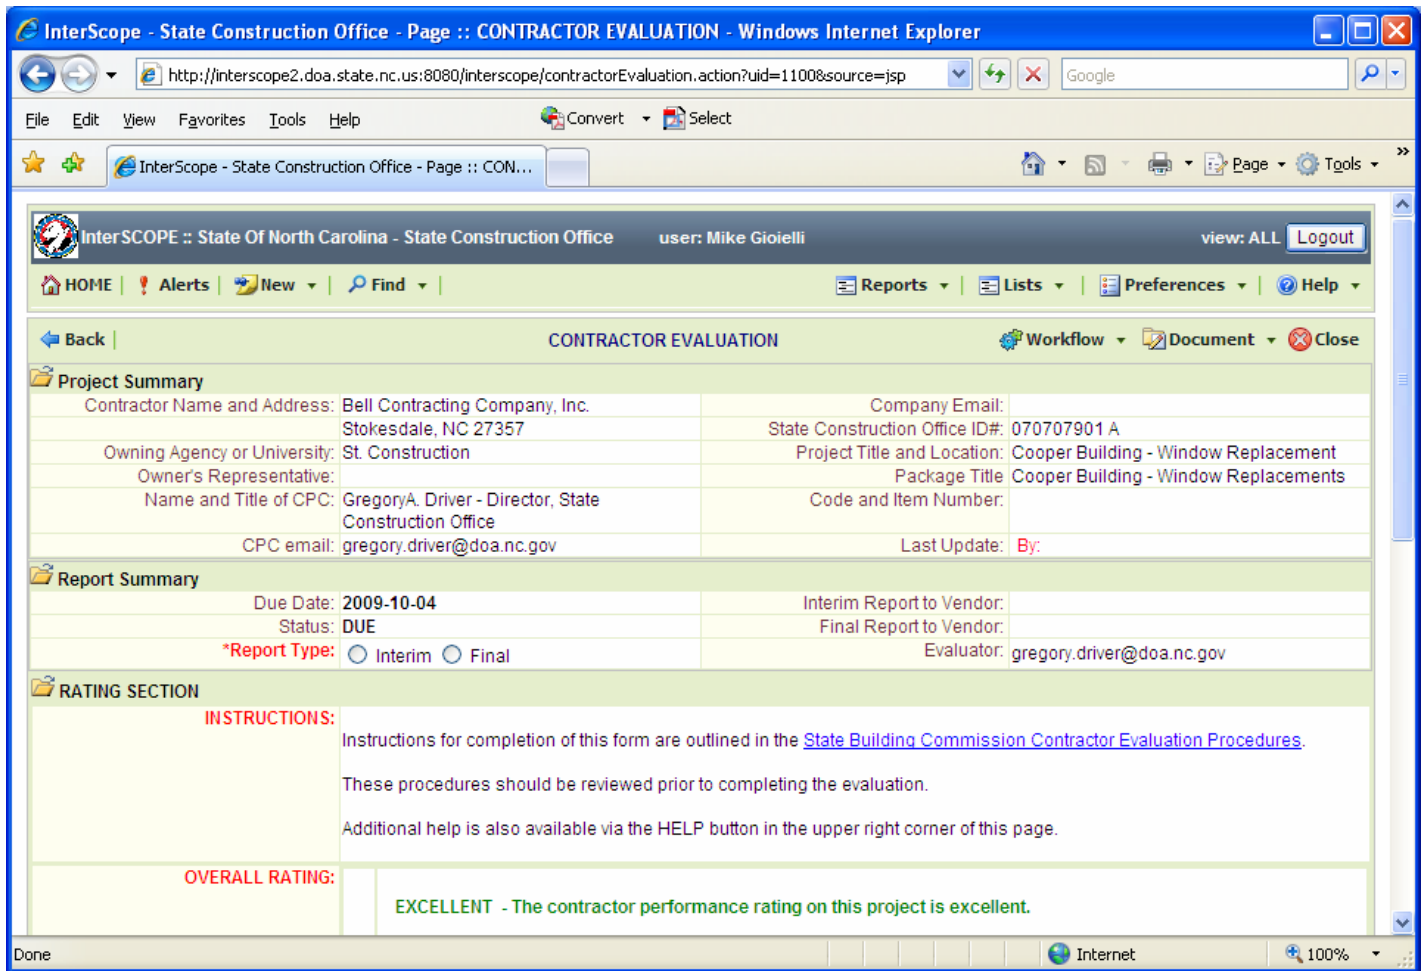 InterScope - State Construction Office - Page :: CONTRACTOR EVALUATION - Windows Internet Explorer
http://interscope2.doa.state.nc.us:8080/interscope/contractorEvaluation.action?uid=1100&source=jsp
Google
File Edit View Favorites Tools Help
Convert Select
InterScope - State Construction Office - Page :: CON...
Page Tools
InterSCOPE :: State Of North Carolina - State Construction Office user: Mike Gioielli view: ALL Logout
HOME | Alerts | New | Find | Reports | Lists | Preferences | Help
Back | CONTRACTOR EVALUATION Workflow Document Close
Project Summary
Contractor Name and Address: Bell Contracting Company, Inc. Company Email:
Stokesdale, NC 27357 State Construction Office ID#: 070707901 A
Owning Agency or University: St. Construction Project Title and Location: Cooper Building - Window Replacement
Owner's Representative: Package Title Cooper Building - Window Replacements
Name and Title of CPC: GregoryA. Driver - Director, State Code and Item Number:
Construction Office
CPC email: gregory.driver@doa.nc.gov Last Update: By:
Report Summary
Due Date: 2009-10-04 Interim Report to Vendor:
Status: DUE Final Report to Vendor:
*Report Type: Interim Final Evaluator: gregory.driver@doa.nc.gov
RATING SECTION
INSTRUCTIONS:
Instructions for completion of this form are outlined in the State Building Commission Contractor Evaluation Procedures.
These procedures should be reviewed prior to completing the evaluation.
Additional help is also available via the HELP button in the upper right corner of this page.
OVERALL RATING:
EXCELLENT - The contractor performance rating on this project is excellent.
Done Internet 100%